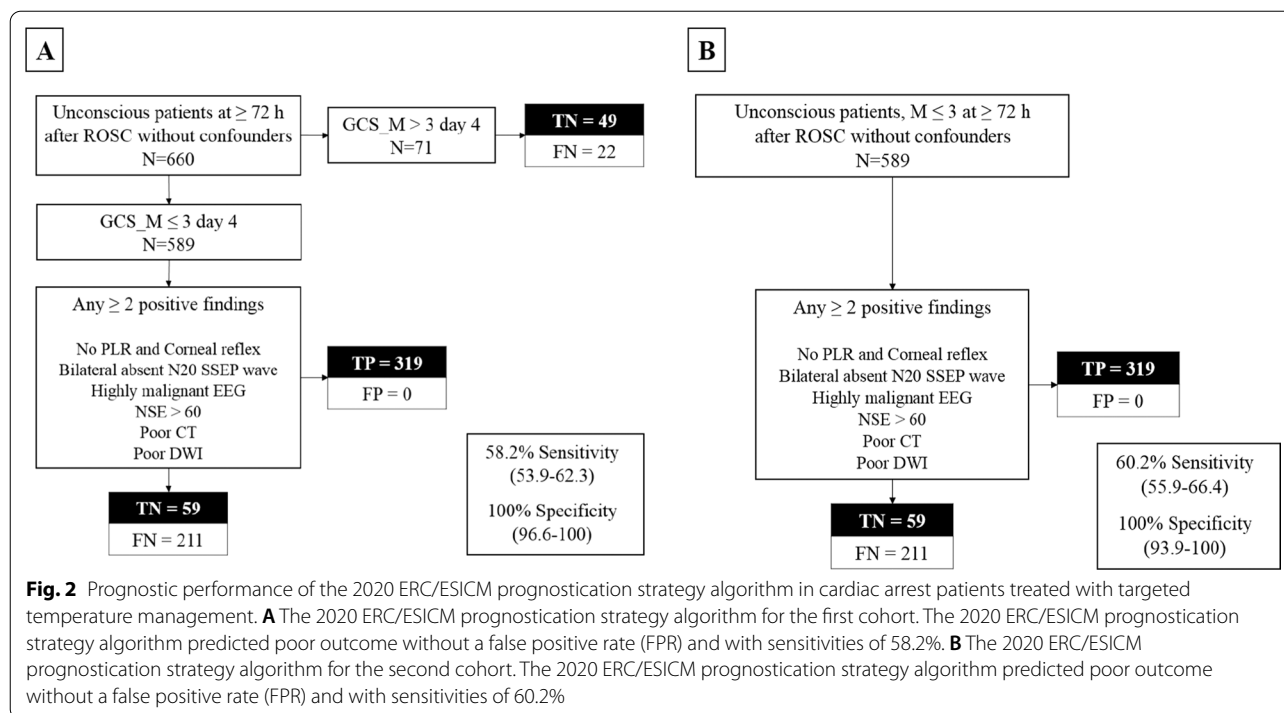 A
Unconscious patients at ≥ 72 h
after ROSC without confounders
N=660
GCS_M > 3 day 4
N=71
TN = 49
FN = 22
GCS_M ≤ 3 day 4
N=589
Any ≥ 2 positive findings
No PLR and Corneal reflex
Bilateral absent N20 SSEP wave
Highly malignant EEG
NSE > 60
Poor CT
Poor DWI
TP = 319
FP = 0
58.2% Sensitivity
(53.9-62.3)
100% Specificity
(96.6-100)
TN = 59
FN = 211
B
Unconscious patients, M ≤ 3 at ≥ 72 h
after ROSC without confounders
N=589
Any ≥ 2 positive findings
No PLR and Corneal reflex
Bilateral absent N20 SSEP wave
Highly malignant EEG
NSE > 60
Poor CT
Poor DWI
TP = 319
FP = 0
60.2% Sensitivity
(55.9-66.4)
100% Specificity
(93.9-100)
TN = 59
FN = 211
Fig. 2 Prognostic performance of the 2020 ERC/ESICM prognostication strategy algorithm in cardiac arrest patients treated with targeted
temperature management. A The 2020 ERC/ESICM prognostication strategy algorithm for the first cohort. The 2020 ERC/ESICM prognostication
strategy algorithm predicted poor outcome without a false positive rate (FPR) and with sensitivities of 58.2%. B The 2020 ERC/ESICM
prognostication strategy algorithm for the second cohort. The 2020 ERC/ESICM prognostication strategy algorithm predicted poor outcome
without a false positive rate (FPR) and with sensitivities of 60.2%